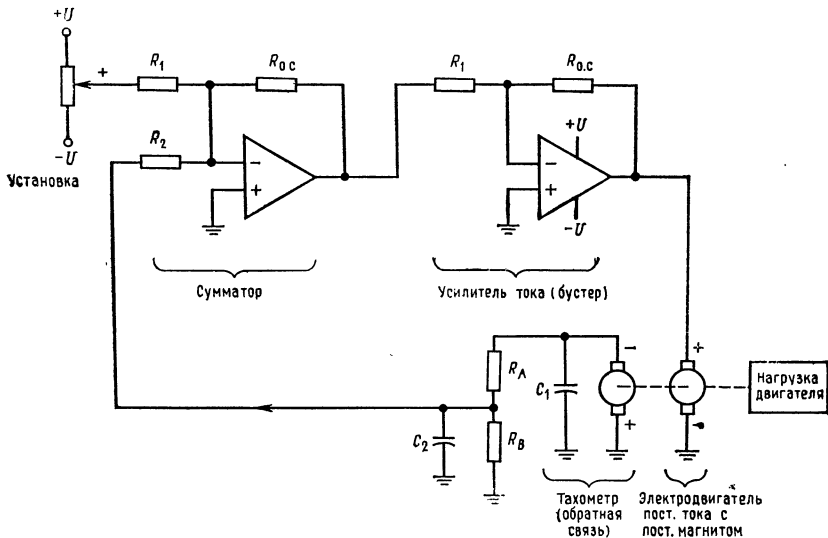 +U
R₁
Rо.с
R₁
Rо.с
+
R₂
−
+
-U
Установка
+U
−
+
-U
Сумматор
Усилитель тока (бустер)
−
+
RA
C₁
Нагрузка
двигателя
C₂
RB
+
Тахометр
(обратная
связь)
Электродвигатель
пост. тока с
пост. магнитом